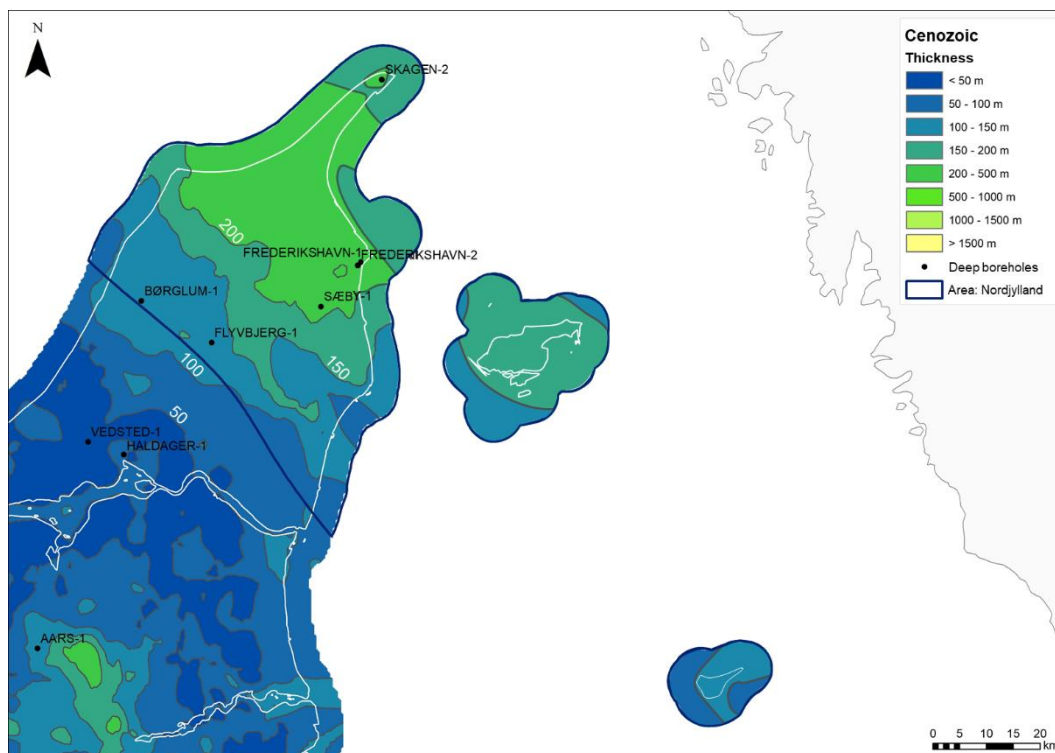 N
Cenozoic
Thickness
< 50 m
50 - 100 m
100 - 150 m
150 - 200 m
200 - 500 m
500 - 1000 m
1000 - 1500 m
> 1500 m
Deep boreholes
Area: Nordjylland
SKAGEN-2
200
FREDERIKSHAVN-1
FREDERIKSHAVN-2
BØRGLUM-1
SÆBY-1
FLYVBJERG-1
100
150
50
VEDSTED-1
HALDAGER-1
AARS-1
0 5 10 15 20
km